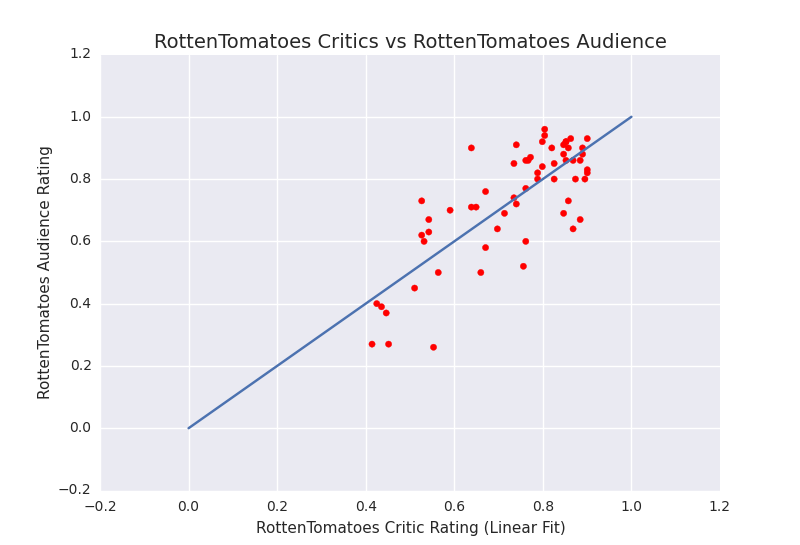 RottenTomatoes Critics vs RottenTomatoes Audience
1.2
1.0
0.8
0.6
0.4
0.2
0.0
−0.2
RottenTomatoes Audience Rating
−0.2 0.0 0.2 0.4 0.6 0.8 1.0 1.2
RottenTomatoes Critic Rating (Linear Fit)